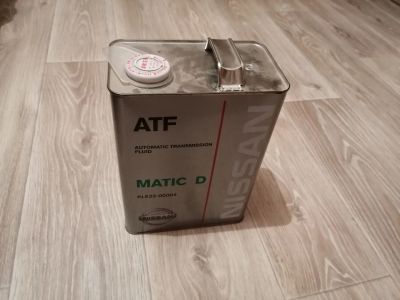 ATF
AUTOMATIC TRANSMISSION
FLUID
MATIC D
KLE22-00004
NISSAN
NISSAN